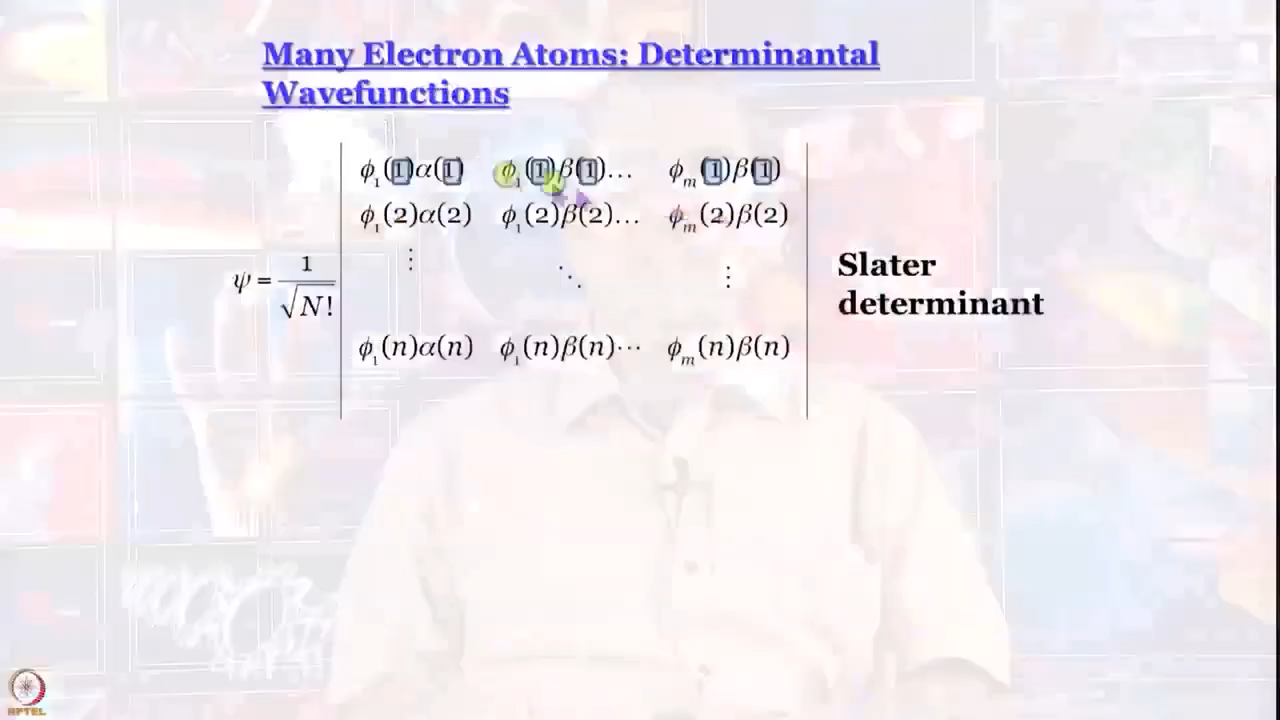 Many Electron Atoms: Determinantal
Wavefunctions
ϕ₁(1)α(1) ϕ₁(1)β(1)... ϕₘ(1)β(1)
ϕ₁(2)α(2) ϕ₁(2)β(2)... ϕₘ(2)β(2)
⋮ ⋱ ⋮
ψ = 1/√N!
ϕ₁(n)α(n) ϕ₁(n)β(n)⋯ ϕₘ(n)β(n)
Slater
determinant
NPTEL